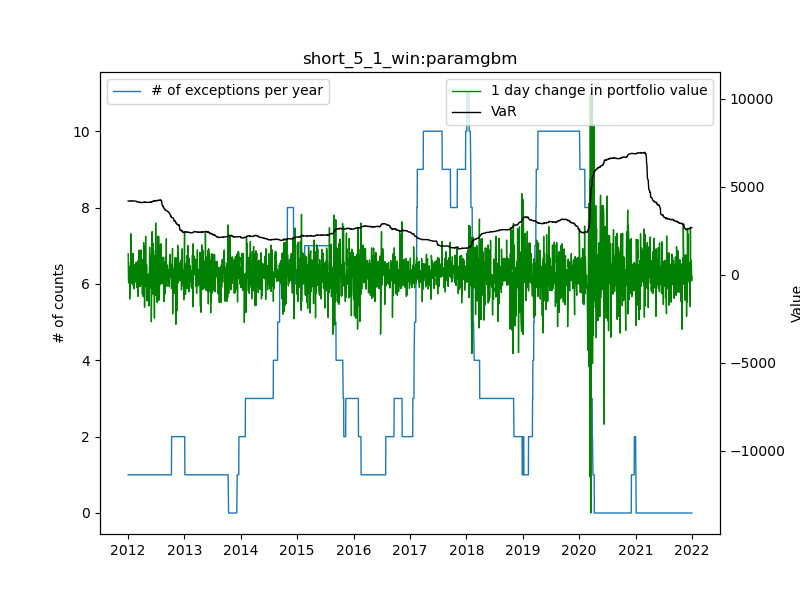 short_5_1_win:paramgbm
# of exceptions per year
1 day change in portfolio value
VaR
10
8
6
4
2
0
# of counts
10000
5000
0
−5000
−10000
Value
2012 2013 2014 2015 2016 2017 2018 2019 2020 2021 2022